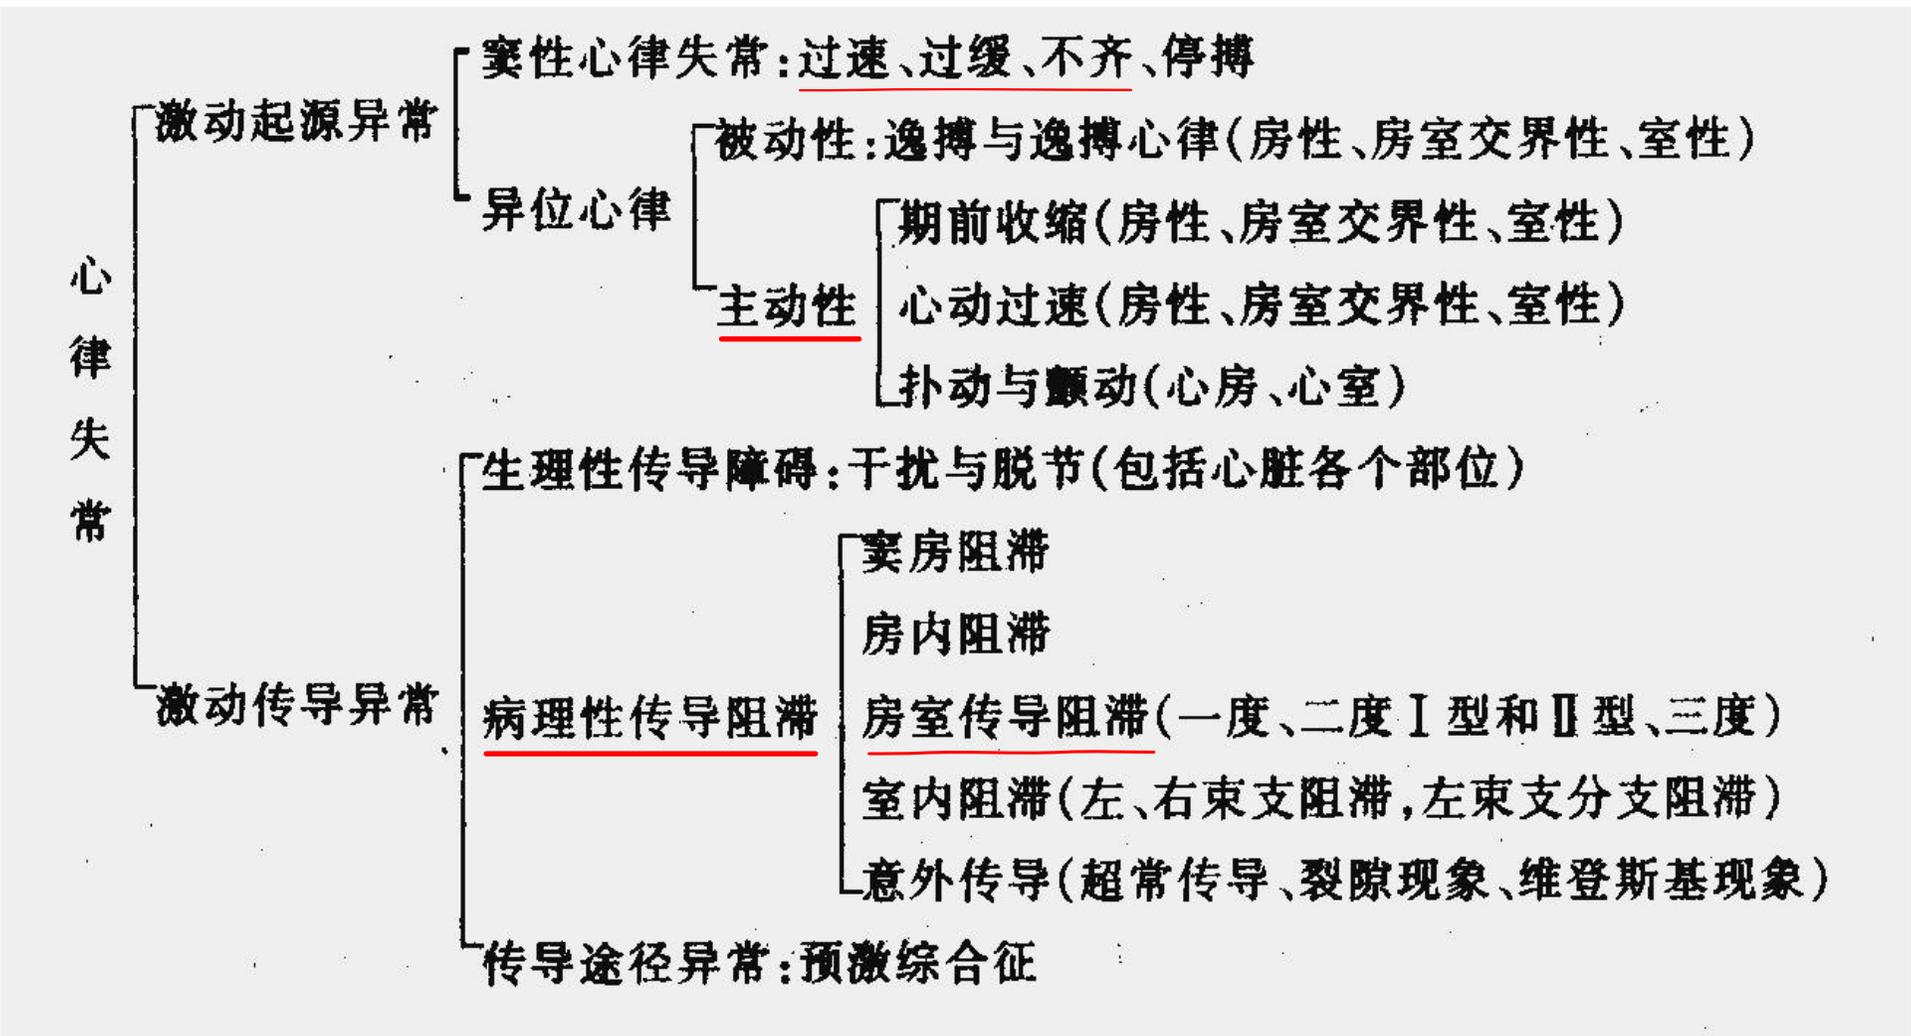 心律失常
激动起源异常
窦性心律失常:过速、过缓、不齐、停搏
异位心律
被动性:逸搏与逸搏心律(房性、房室交界性、室性)
主动性
期前收缩(房性、房室交界性、室性)
心动过速(房性、房室交界性、室性)
扑动与颤动(心房、心室)
激动传导异常
生理性传导障碍:干扰与脱节(包括心脏各个部位)
病理性传导阻滞
窦房阻滞
房内阻滞
房室传导阻滞(一度、二度Ⅰ型和Ⅱ型、三度)
室内阻滞(左、右束支阻滞,左束支分支阻滞)
意外传导(超常传导、裂隙现象、维登斯基现象)
传导途径异常:预激综合征